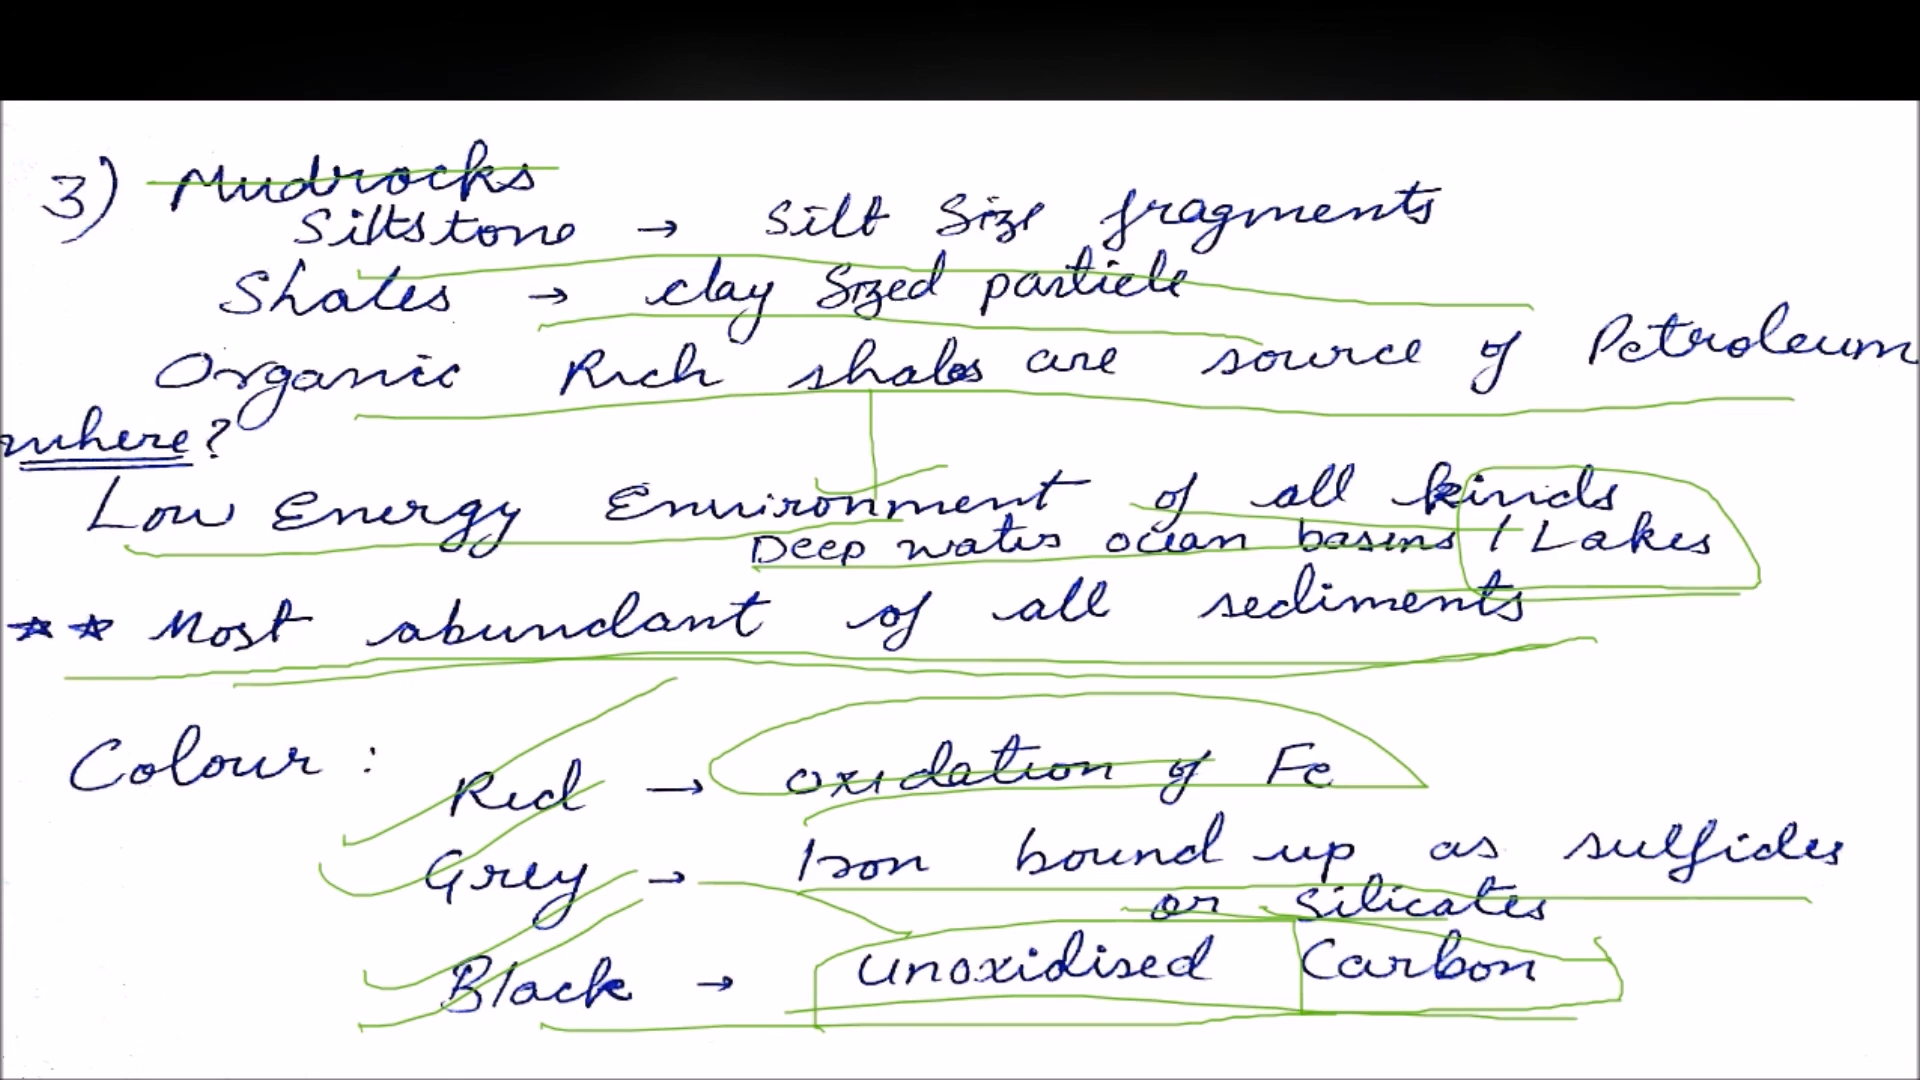 3) Mudrocks
Siltstone → Silt Size fragments
Shales → clay Sized particle
Organic Rich shales are source of Petroleum
where?
Low Energy Environment of all kinds
Deep water ocean basins / Lakes
★★ Most abundant of all sediments
Colour :
Red → oxidation of Fe
Grey → Iron bound up as sulfides
or silicates
Black → unoxidised Carbon